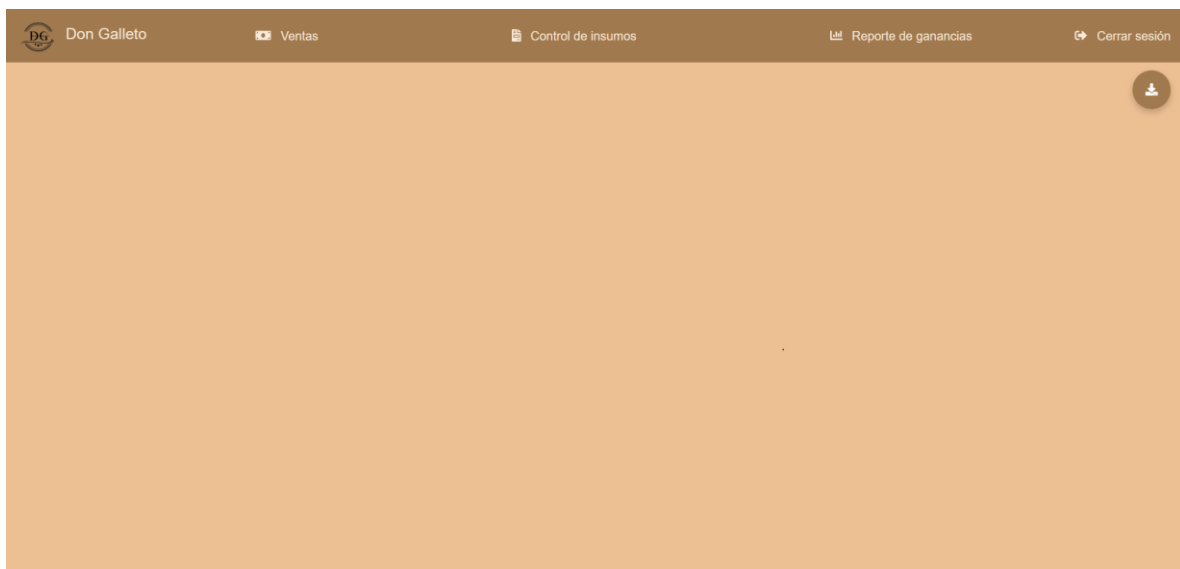 DG
Don Galleto
Ventas
Control de insumos
Reporte de ganancias
Cerrar sesión